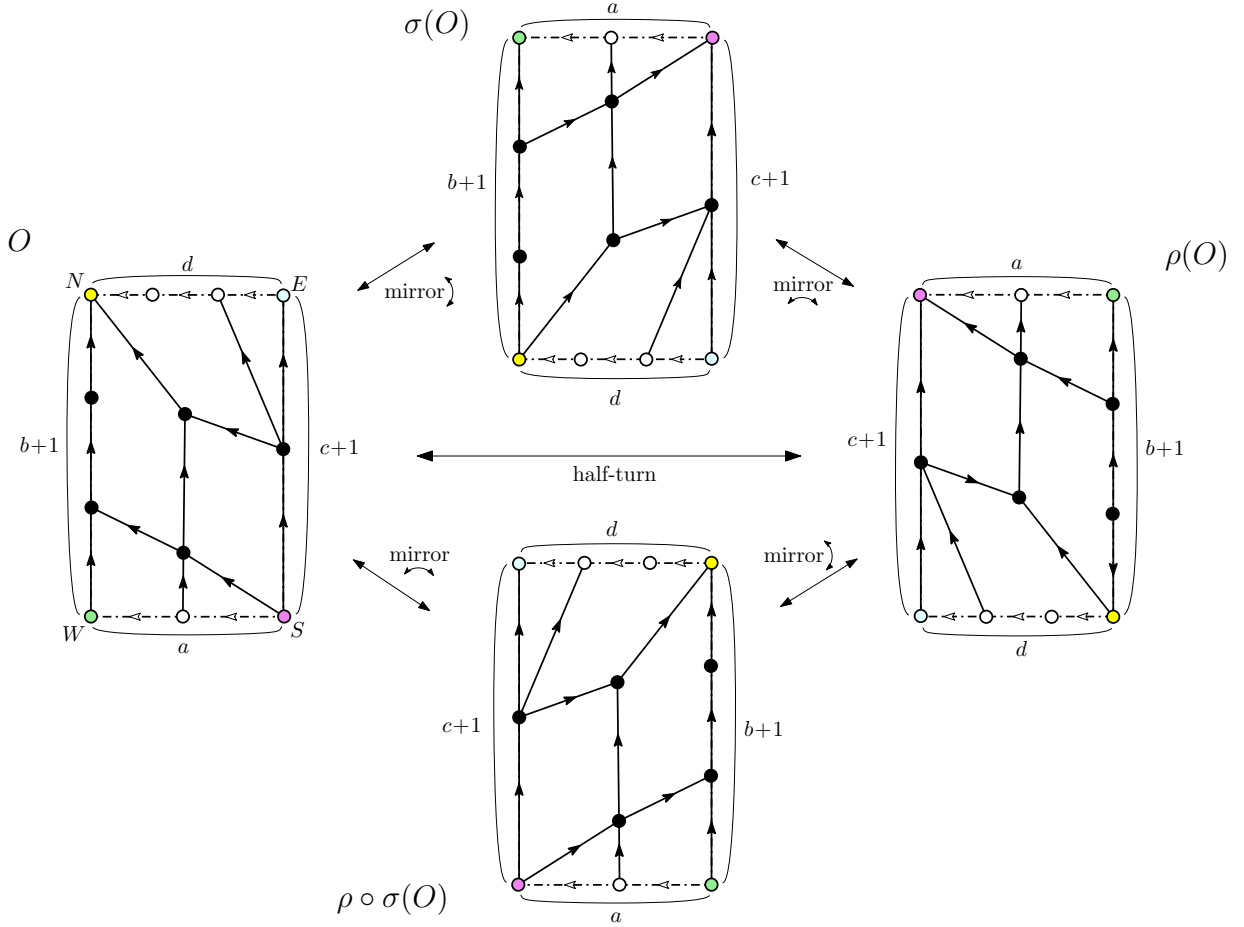 σ(O)
a
b+1
c+1
d
O
N
d
E
b+1
c+1
W
a
S
mirror
mirror
half-turn
mirror
mirror
ρ(O)
a
c+1
b+1
d
d
c+1
b+1
ρ ∘ σ(O)
a